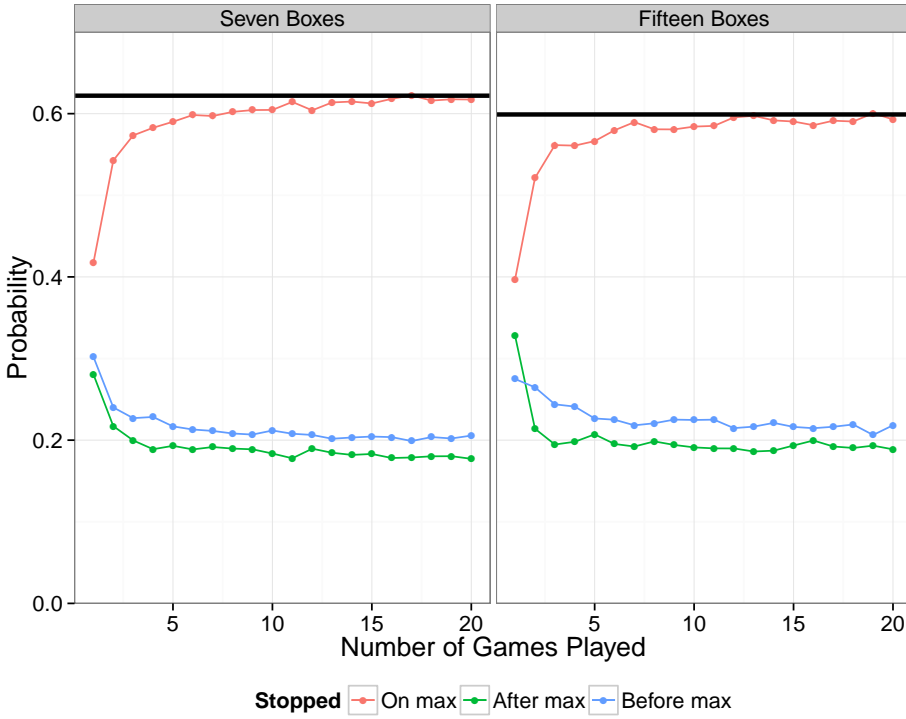 Seven Boxes
Fifteen Boxes
Probability
0.6
0.4
0.2
0.0
5 10 15 20
5 10 15 20
Number of Games Played
Stopped On max After max Before max